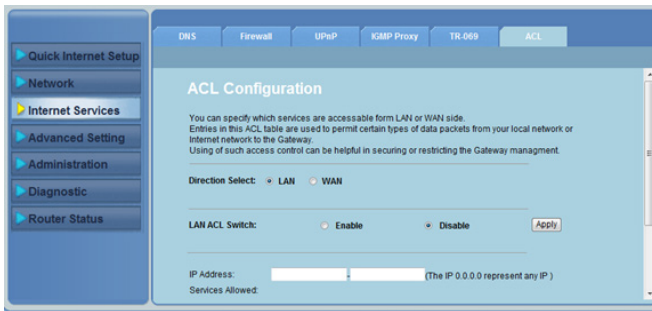 DNS Firewall UPnP IGMP Proxy TR-069 ACL
Quick Internet Setup
Network
Internet Services
Advanced Setting
Administration
Diagnostic
Router Status
ACL Configuration
You can specify which services are accessable form LAN or WAN side.
Entries in this ACL table are used to permit certain types of data packets from your local network or
Internet network to the Gateway.
Using of such access control can be helpful in securing or restricting the Gateway managment.
Direction Select: LAN WAN
LAN ACL Switch: Enable Disable Apply
IP Address: - (The IP 0.0.0.0 represent any IP )
Services Allowed: